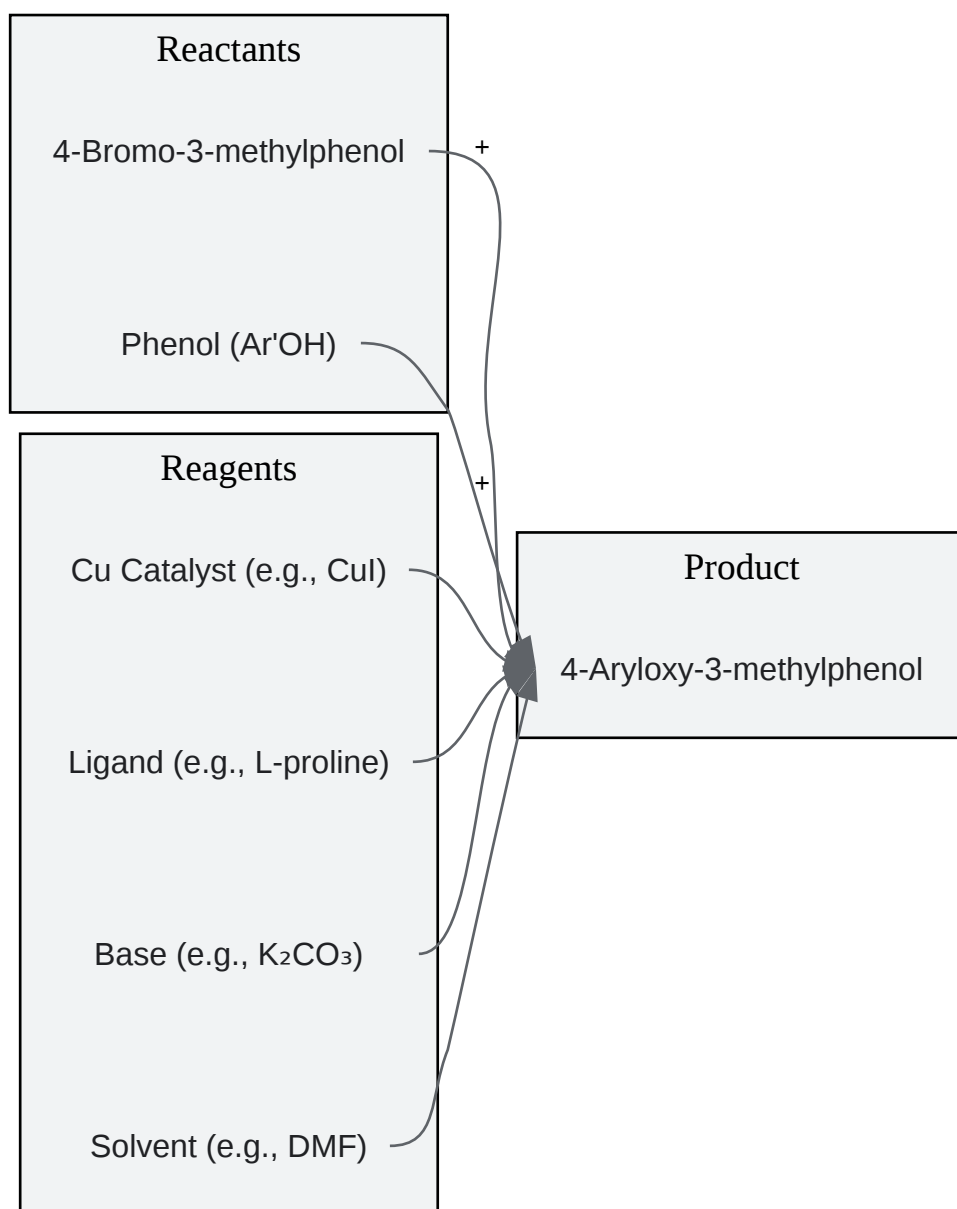 Reactants
4-Bromo-3-methylphenol
+
Phenol (Ar'OH)
+
Reagents
Cu Catalyst (e.g., CuI)
Ligand (e.g., L-proline)
Base (e.g., K₂CO₃)
Solvent (e.g., DMF)
Product
4-Aryloxy-3-methylphenol